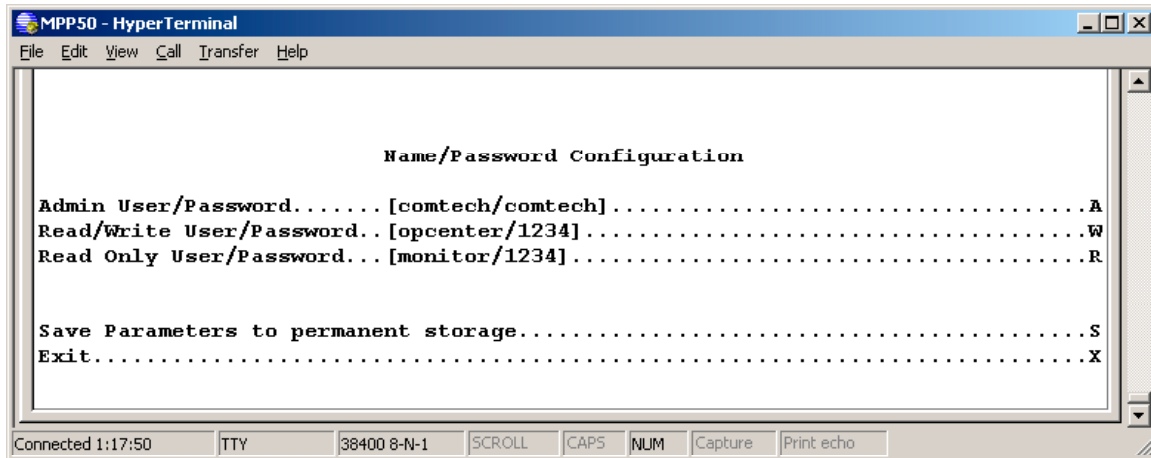 MPP50 - HyperTerminal
File Edit View Call Transfer Help
Name/Password Configuration
Admin User/Password.......[comtech/comtech]....................................A
Read/Write User/Password..[opcenter/1234]......................................W
Read Only User/Password...[monitor/1234].......................................R
Save Parameters to permanent storage...........................................S
Exit...........................................................................X
Connected 1:17:50 TTY 38400 8-N-1 SCROLL CAPS NUM Capture Print echo